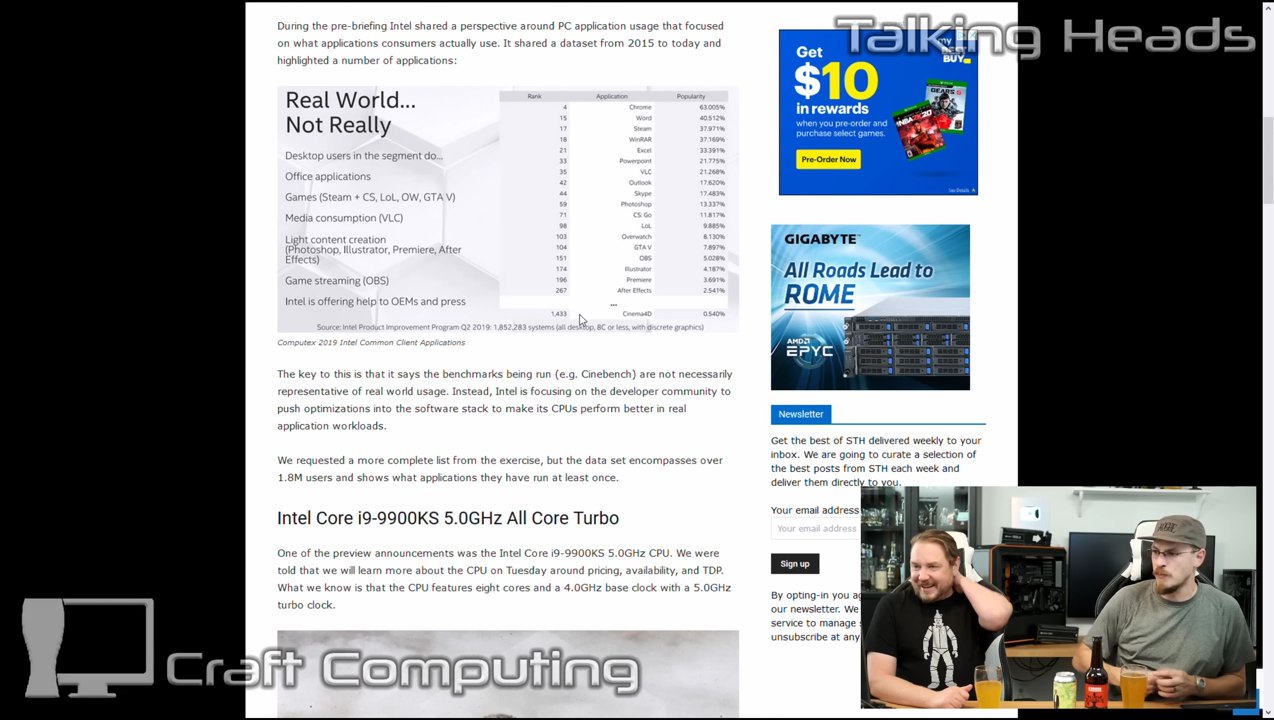 Talking Heads
During the pre-briefing Intel shared a perspective around PC application usage that focused
on what applications consumers actually use. It shared a dataset from 2015 to today and
highlighted a number of applications:
Real World...
Not Really
Desktop users in the segment do...
Office applications
Games (Steam + CS, LoL, OW, GTA V)
Media consumption (VLC)
Light content creation
(Photoshop, Illustrator, Premiere, After
Effects)
Game streaming (OBS)
Intel is offering help to OEMs and press
Rank Application Popularity
4 Chrome 63.005%
15 Word 40.512%
17 Steam 37.971%
18 WinRAR 37.169%
21 Excel 33.391%
33 Powerpoint 21.775%
35 VLC 21.268%
42 Outlook 17.620%
44 Skype 17.483%
59 Photoshop 13.337%
71 CS: Go 11.817%
98 LoL 9.885%
103 Overwatch 8.130%
104 GTA V 7.897%
151 OBS 5.028%
174 Illustrator 4.187%
196 Premiere 3.691%
267 After Effects 2.541%
...
1,433 Cinema4D 0.540%
Source: Intel Product Improvement Program Q2 2019: 1,852,283 systems (all desktop, 8C or less, with discrete graphics)
Computex 2019 Intel Common Client Applications
The key to this is that it says the benchmarks being run (e.g. Cinebench) are not necessarily
representative of real world usage. Instead, Intel is focusing on the developer community to
push optimizations into the software stack to make its CPUs perform better in real
application workloads.
We requested a more complete list from the exercise, but the data set encompasses over
1.8M users and shows what applications they have run at least once.
Intel Core i9-9900KS 5.0GHz All Core Turbo
One of the preview announcements was the Intel Core i9-9900KS 5.0GHz CPU. We were
told that we will learn more about the CPU on Tuesday around pricing, availability, and TDP.
What we know is that the CPU features eight cores and a 4.0GHz base clock with a 5.0GHz
turbo clock.
my
BEST
BUY
Get
$10
in rewards
when you pre-order and
purchase select games.
Pre-Order Now
GEARS 5
NBA 2K20
See Details
GIGABYTE™
All Roads Lead to
ROME
AMD
EPYC
Newsletter
Get the best of STH delivered weekly to your
inbox. We are going to curate a selection of
the best posts from STH each week and
deliver them directly to you.
Your email address
Your email address
Sign up
By opting-in you
our newsletter. We
service to manage
unsubscribe at any
Craft Computing